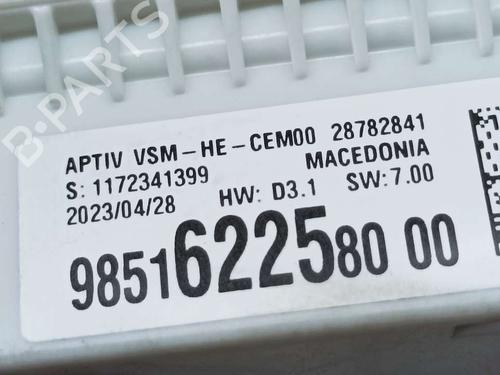 B-PARTS
APTIV VSM-HE-CEM00 28782841
S: 1172341399 MACEDONIA
2023/04/28 HW: D3.1 SW: 7.00
9851622580 00